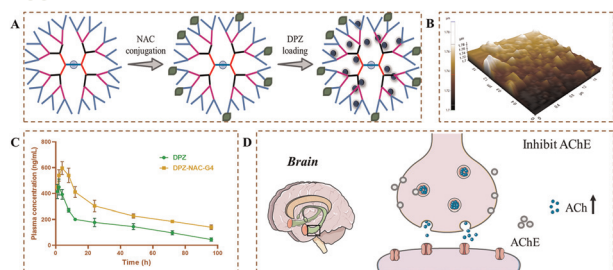 A
NAC
conjugation
DPZ
loading
B
C
DPZ
DPZ-NAC-G4
Plasma concentration (ng/mL)
800
600
400
200
0
0
20
40
60
80
100
Time (h)
D
Brain
Inhibit AChE
ACh
AChE